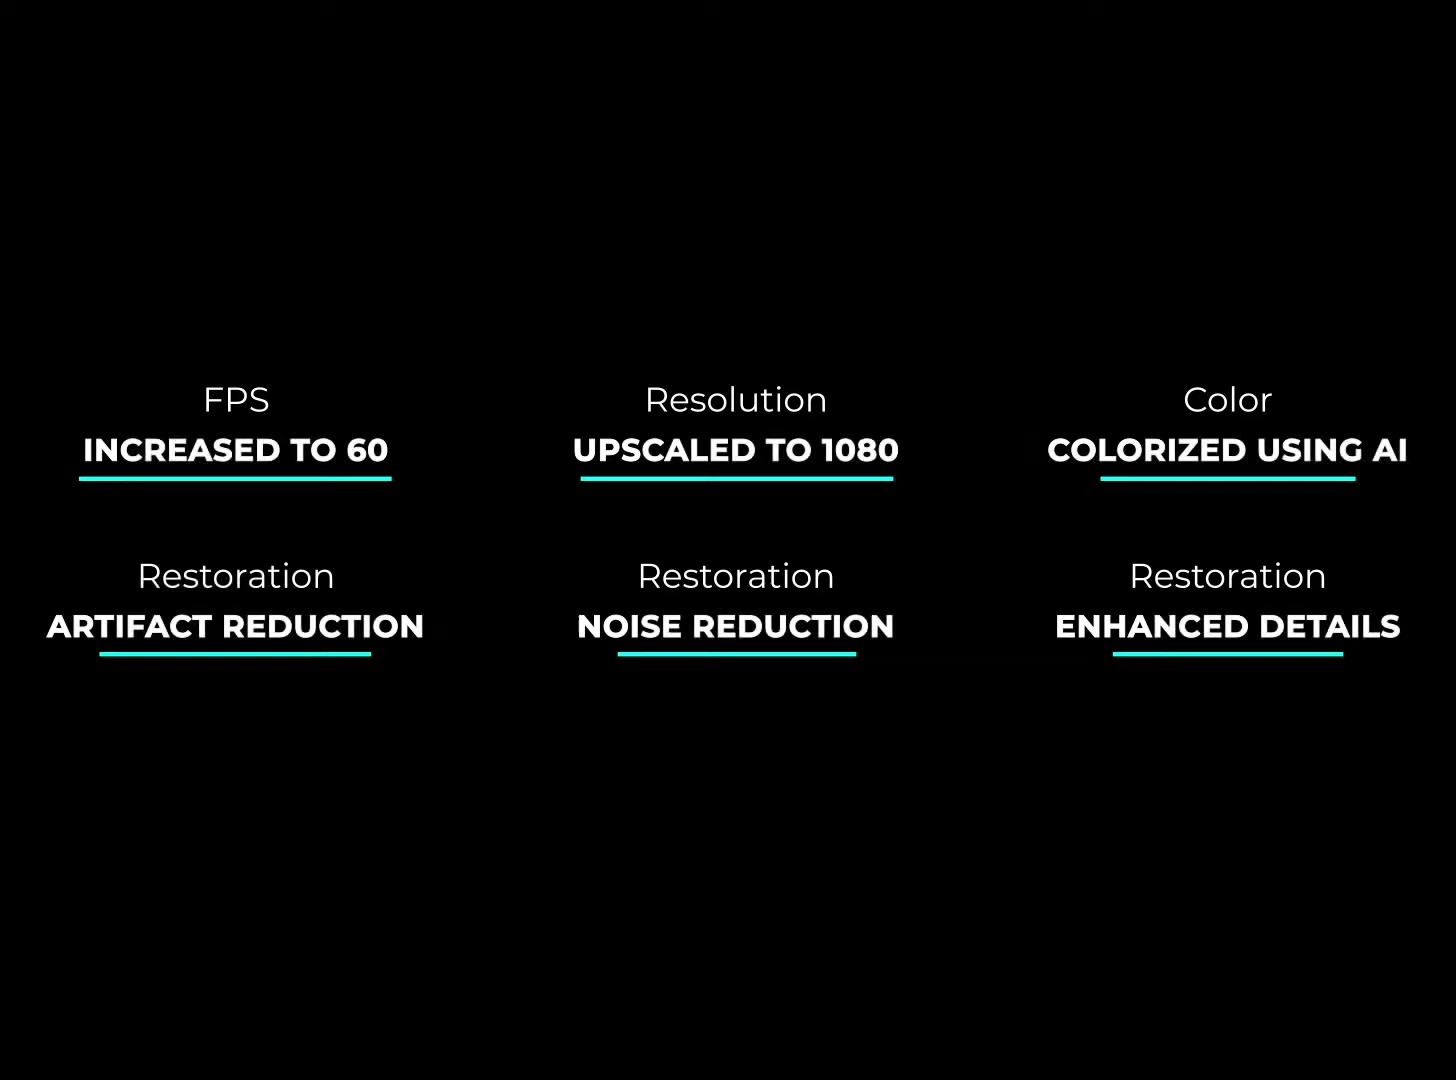 FPS
INCREASED TO 60
Resolution
UPSCALED TO 1080
Color
COLORIZED USING AI
Restoration
ARTIFACT REDUCTION
Restoration
NOISE REDUCTION
Restoration
ENHANCED DETAILS